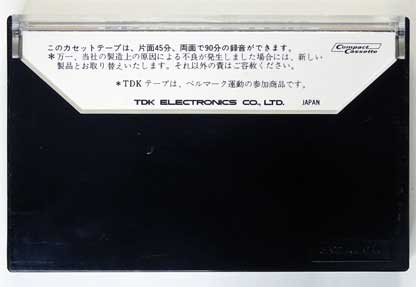 このカセットテープは、片面45分、両面で90分の録音ができます。
Compact
Cassette
＊万一、当社の製造上の原因による不良が発生しました場合には、新しい
製品とお取り替えいたします。それ以外の責はご容赦ください。
＊TDKテープは、ベルマーク運動の参加商品です。
TDK ELECTRONICS CO., LTD. JAPAN